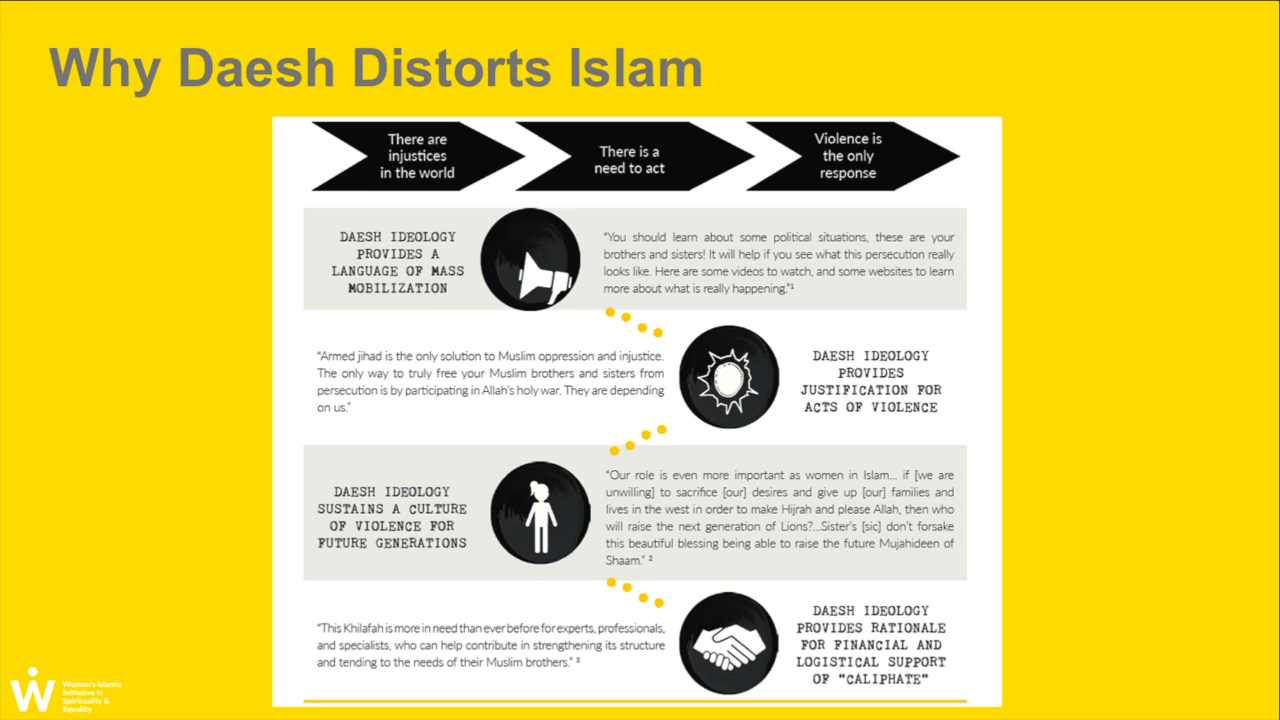 Why Daesh Distorts Islam
There are
injustices
in the world
There is a
need to act
Violence is
the only
response
DAESH IDEOLOGY
PROVIDES A
LANGUAGE OF MASS
MOBILIZATION
"You should learn about some political situations, these are your
brothers and sisters! It will help if you see what this persecution really
looks like. Here are some videos to watch, and some websites to learn
more about what is really happening."¹
"Armed jihad is the only solution to Muslim oppression and injustice.
The only way to truly free your Muslim brothers and sisters from
persecution is by participating in Allah's holy war. They are depending
on us."
DAESH IDEOLOGY
PROVIDES
JUSTIFICATION FOR
ACTS OF VIOLENCE
DAESH IDEOLOGY
SUSTAINS A CULTURE
OF VIOLENCE FOR
FUTURE GENERATIONS
"Our role is even more important as women in Islam... if [we are
unwilling] to sacrifice [our] desires and give up [our] families and
lives in the west in order to make Hijrah and please Allah, then who
will raise the next generation of Lions?...Sister's [sic] don't forsake
this beautiful blessing being able to raise the future Mujahideen of
Shaam." ²
"This Khilafah is more in need than ever before for experts, professionals,
and specialists, who can help contribute in strengthening its structure
and tending to the needs of their Muslim brothers." ³
DAESH IDEOLOGY
PROVIDES RATIONALE
FOR FINANCIAL AND
LOGISTICAL SUPPORT
OF "CALIPHATE"
Women's Islamic
Initiative in
Spirituality &
Equality